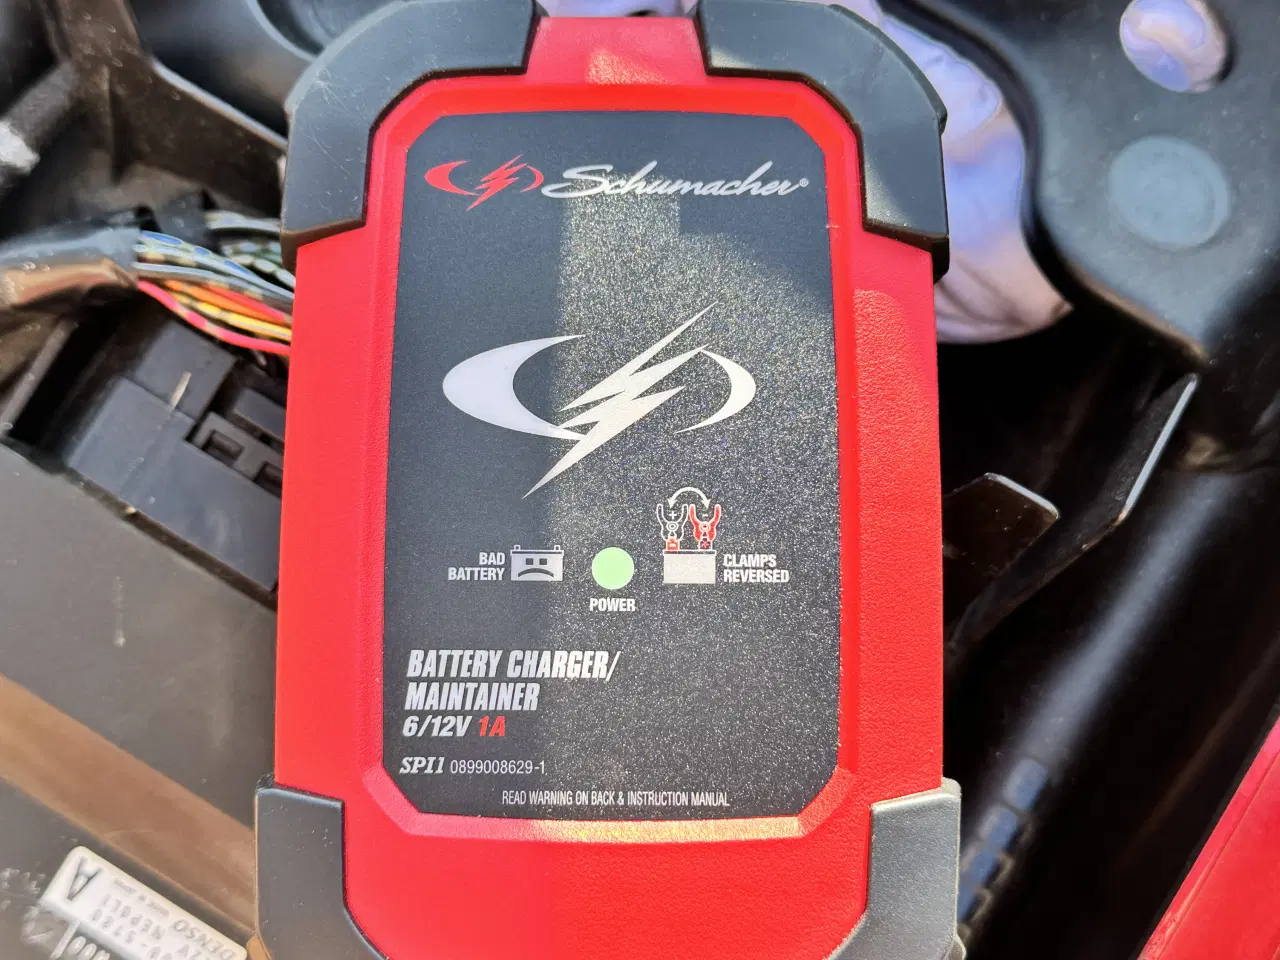 Schumacher®
BAD
BATTERY
POWER
CLAMPS
REVERSED
BATTERY CHARGER/
MAINTAINER
6/12V 1A
SPI1 0899008629-1
READ WARNING ON BACK & INSTRUCTION MANUAL
A
DENSO